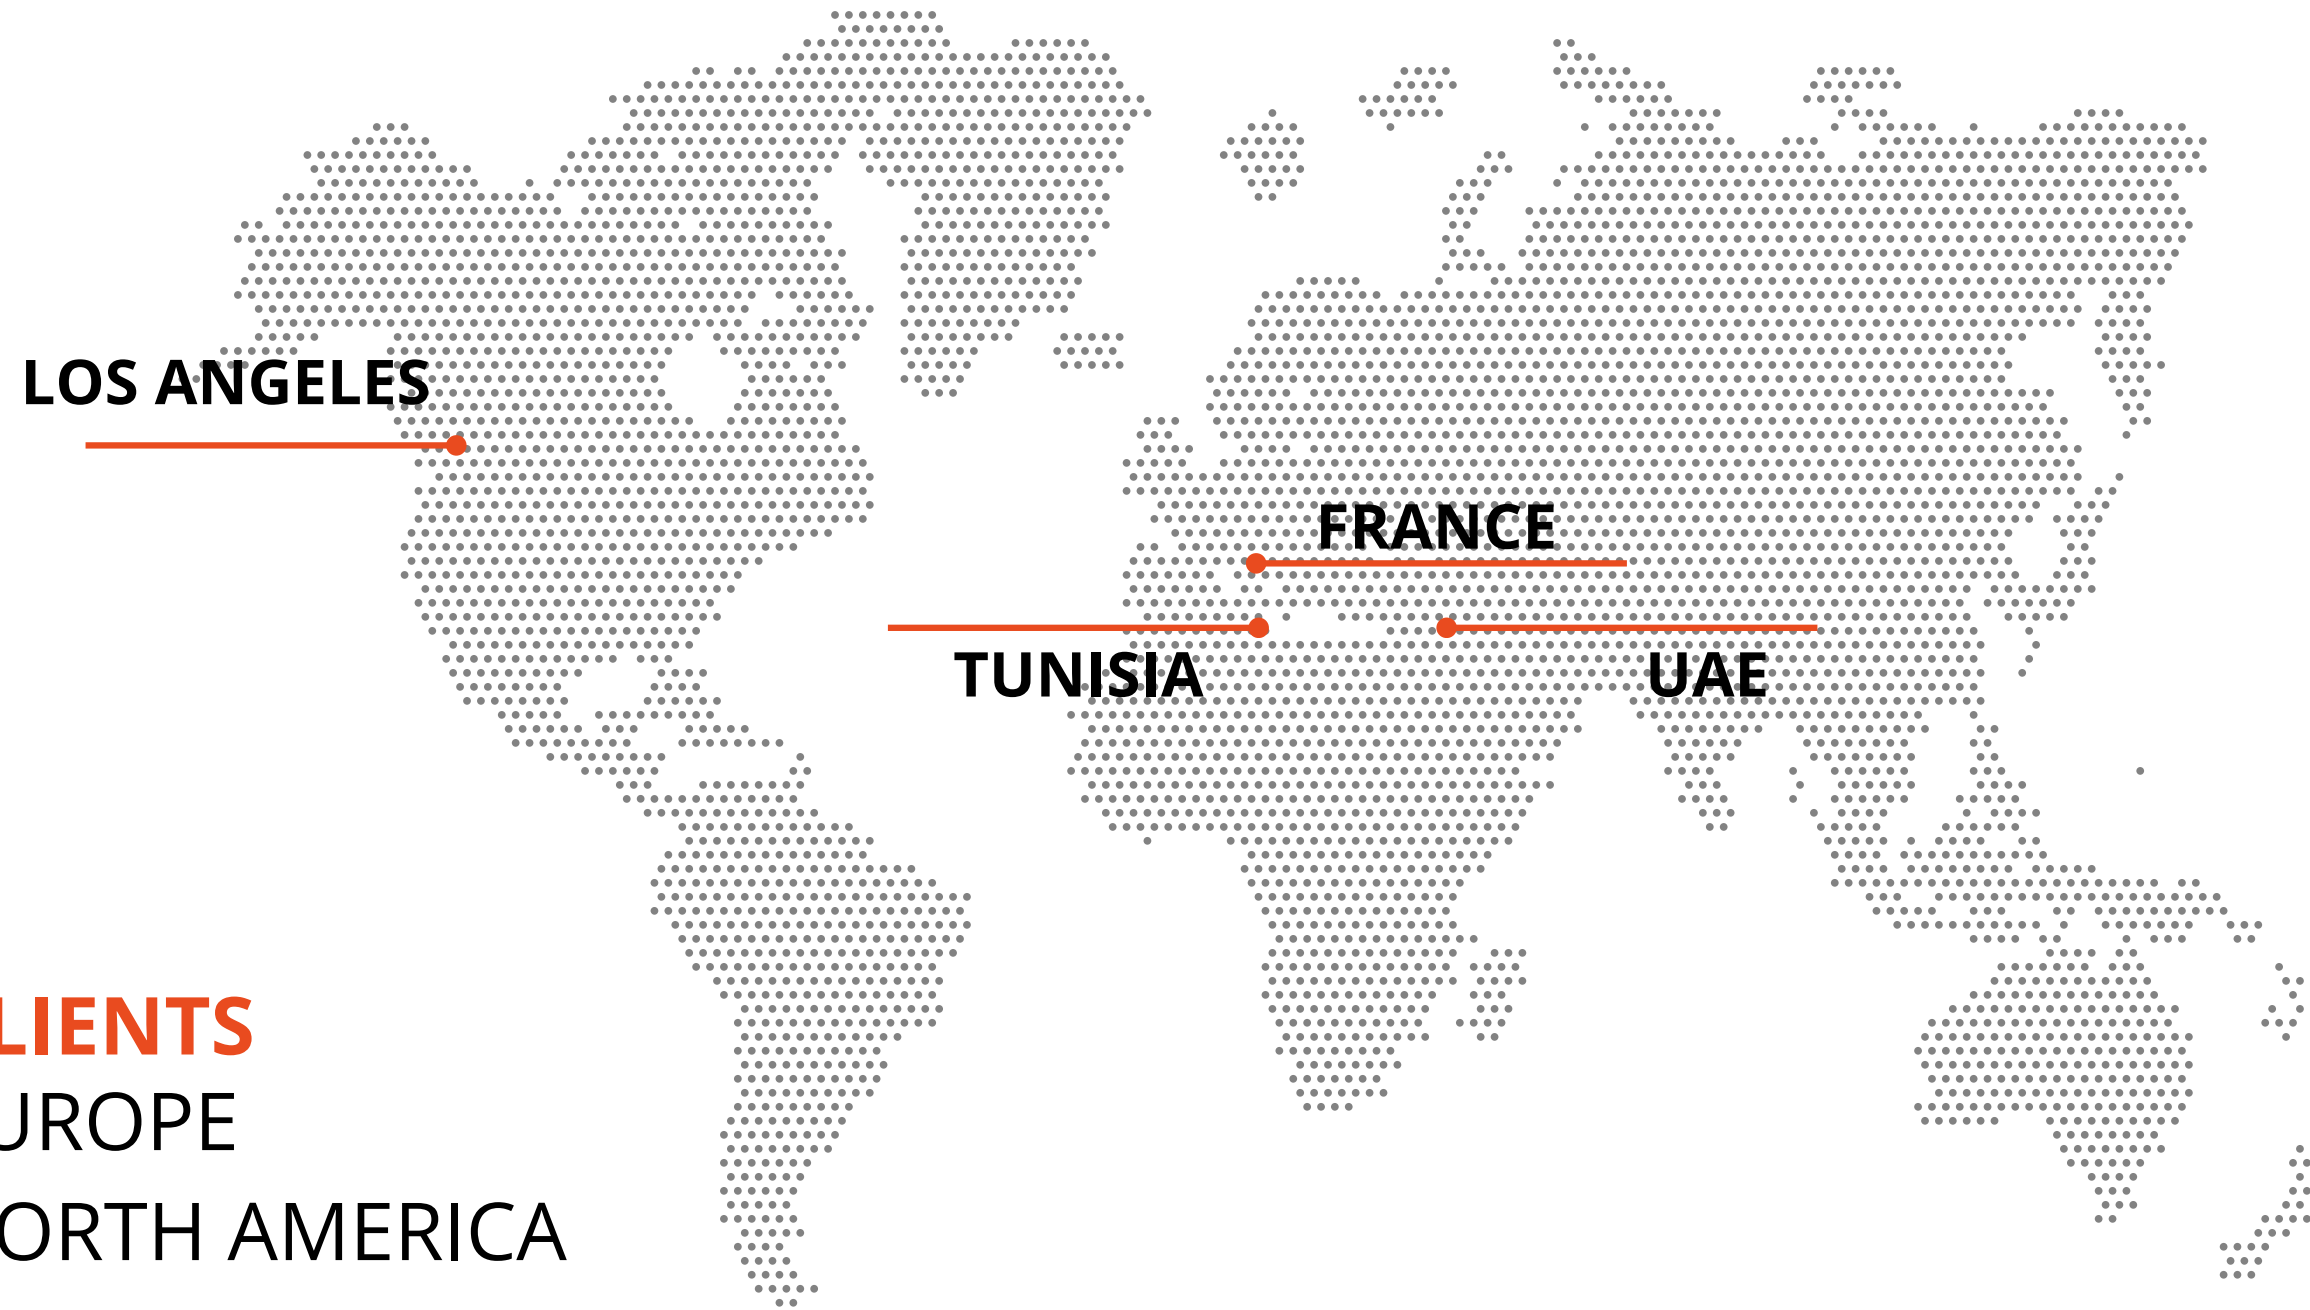 LOS ANGELES
FRANCE
TUNISIA
UAE
LIENTS
UROPE
ORTH AMERICA